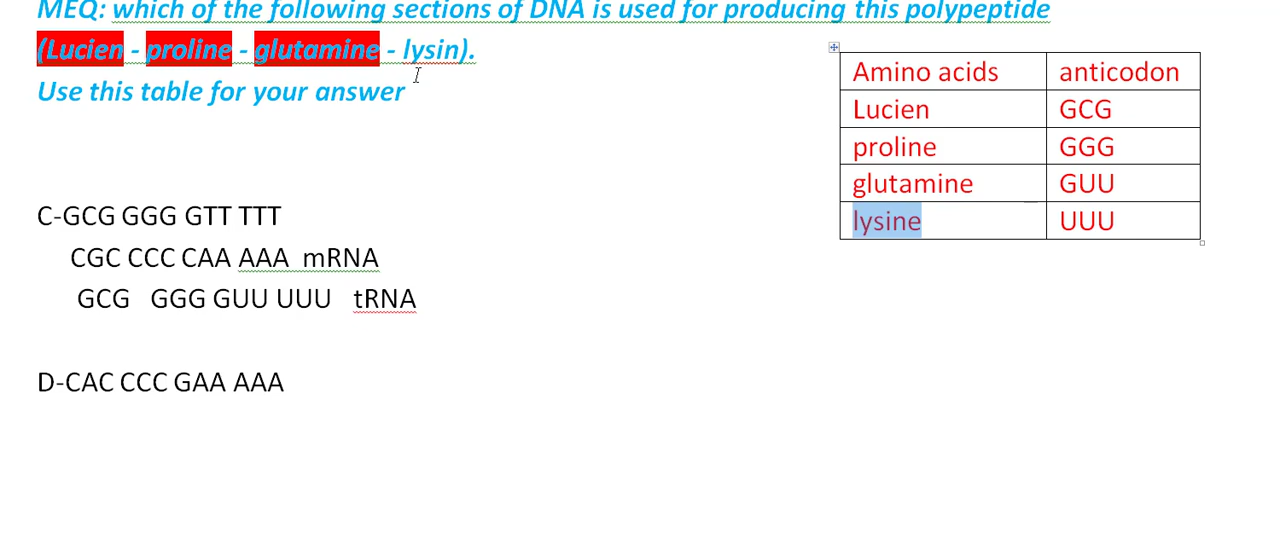 MEQ: which of the following sections of DNA is used for producing this polypeptide
(Lucien - proline - glutamine - lysin).
Use this table for your answer
Amino acids anticodon
Lucien GCG
proline GGG
glutamine GUU
lysine UUU
C-GCG GGG GTT TTT
CGC CCC CAA AAA mRNA
GCG GGG GUU UUU tRNA
D-CAC CCC GAA AAA